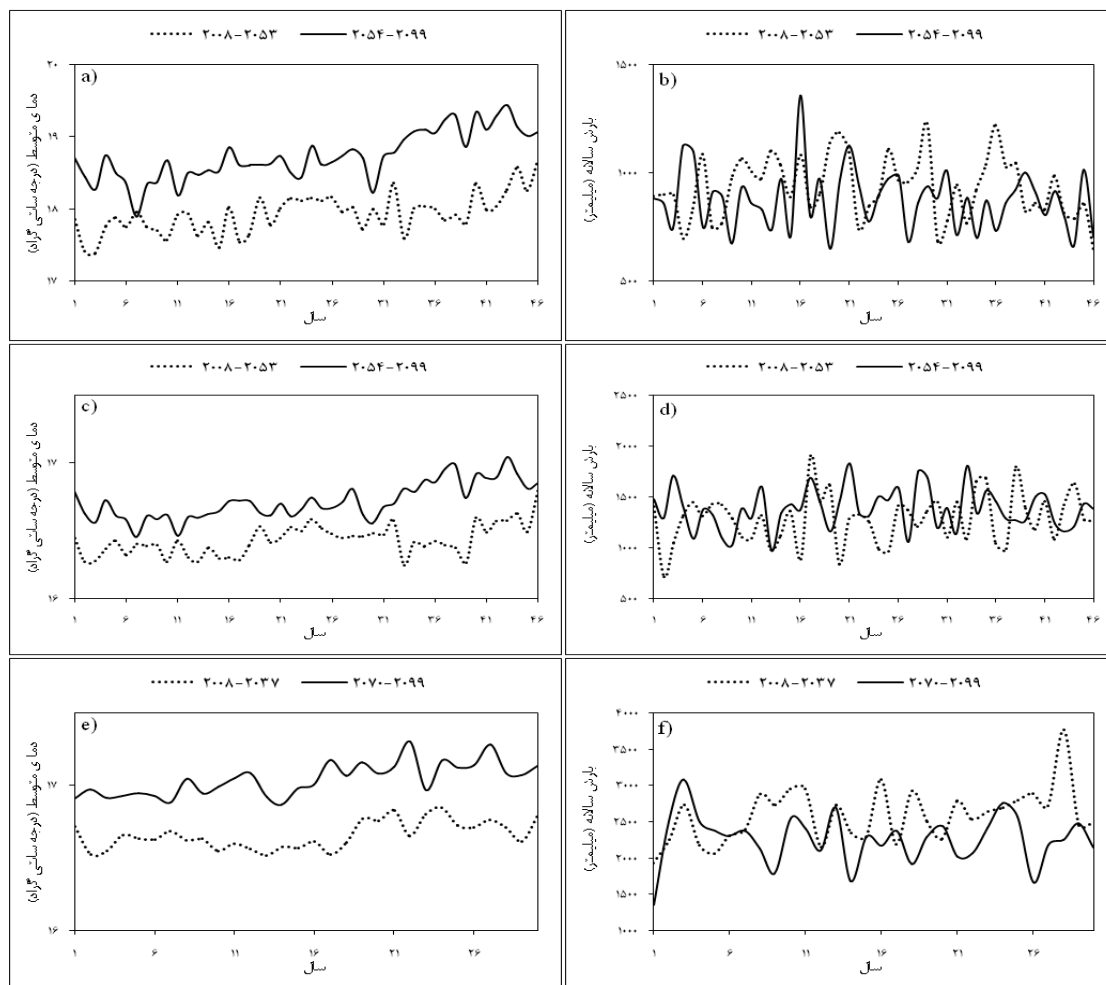 ۲۰۰۸-۲۰۵۳ ۲۰۵۴-۲۰۹۹
a)
دمای متوسط (درجه سانتی گراد)
۲۰
۱۹
۱۸
۱۷
۱ ۶ ۱۱ ۱۶ ۲۱ ۲۶ ۳۱ ۳۶ ۴۱ ۴۶
سال
۲۰۰۸-۲۰۵۳ ۲۰۵۴-۲۰۹۹
b)
بارش سالانه (میلیمتر)
۱۵۰۰
۱۰۰۰
۵۰۰
۱ ۶ ۱۱ ۱۶ ۲۱ ۲۶ ۳۱ ۳۶ ۴۱ ۴۶
سال
۲۰۰۸-۲۰۵۳ ۲۰۵۴-۲۰۹۹
c)
دمای متوسط (درجه سانتی گراد)
۱۷
۱۶
۱ ۶ ۱۱ ۱۶ ۲۱ ۲۶ ۳۱ ۳۶ ۴۱ ۴۶
سال
۲۰۰۸-۲۰۵۳ ۲۰۵۴-۲۰۹۹
d)
بارش سالانه (میلیمتر)
۲۵۰۰
۲۰۰۰
۱۵۰۰
۱۰۰۰
۵۰۰
۱ ۶ ۱۱ ۱۶ ۲۱ ۲۶ ۳۱ ۳۶ ۴۱ ۴۶
سال
۲۰۰۸-۲۰۳۷ ۲۰۷۰-۲۰۹۹
e)
دمای متوسط (درجه سانتی گراد)
۱۷
۱۶
۱ ۶ ۱۱ ۱۶ ۲۱ ۲۶
سال
۲۰۰۸-۲۰۳۷ ۲۰۷۰-۲۰۹۹
f)
بارش سالانه (میلیمتر)
۴۰۰۰
۳۵۰۰
۳۰۰۰
۲۵۰۰
۲۰۰۰
۱۵۰۰
۱۰۰۰
۱ ۶ ۱۱ ۱۶ ۲۱ ۲۶
سال